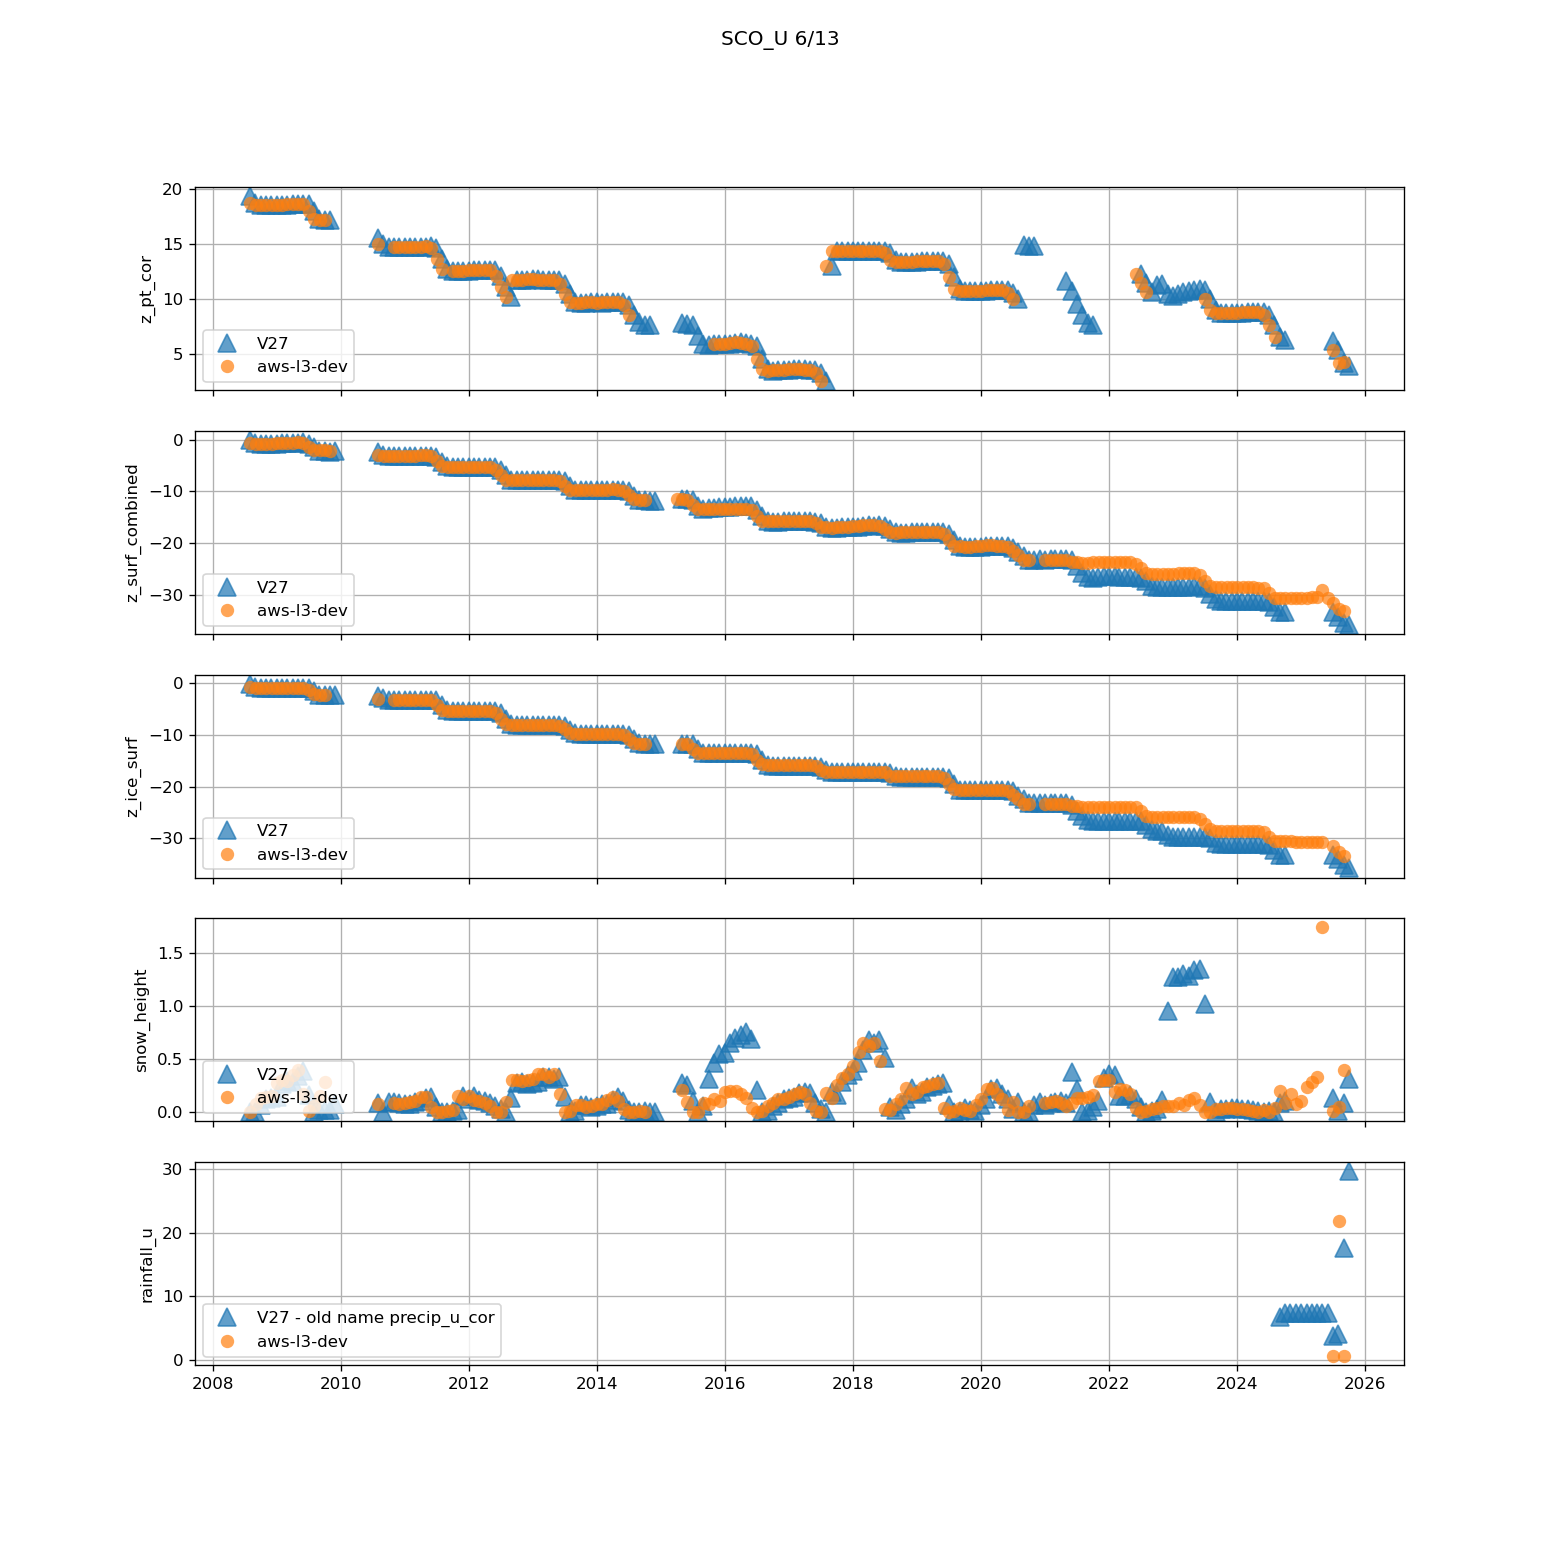 SCO_U 6/13
z_pt_cor
20
15
10
5
V27
aws-l3-dev
z_surf_combined
0
−10
−20
−30
V27
aws-l3-dev
z_ice_surf
0
−10
−20
−30
V27
aws-l3-dev
snow_height
1.5
1.0
0.5
0.0
V27
aws-l3-dev
rainfall_u
30
20
10
0
V27 - old name precip_u_cor
aws-l3-dev
2008 2010 2012 2014 2016 2018 2020 2022 2024 2026